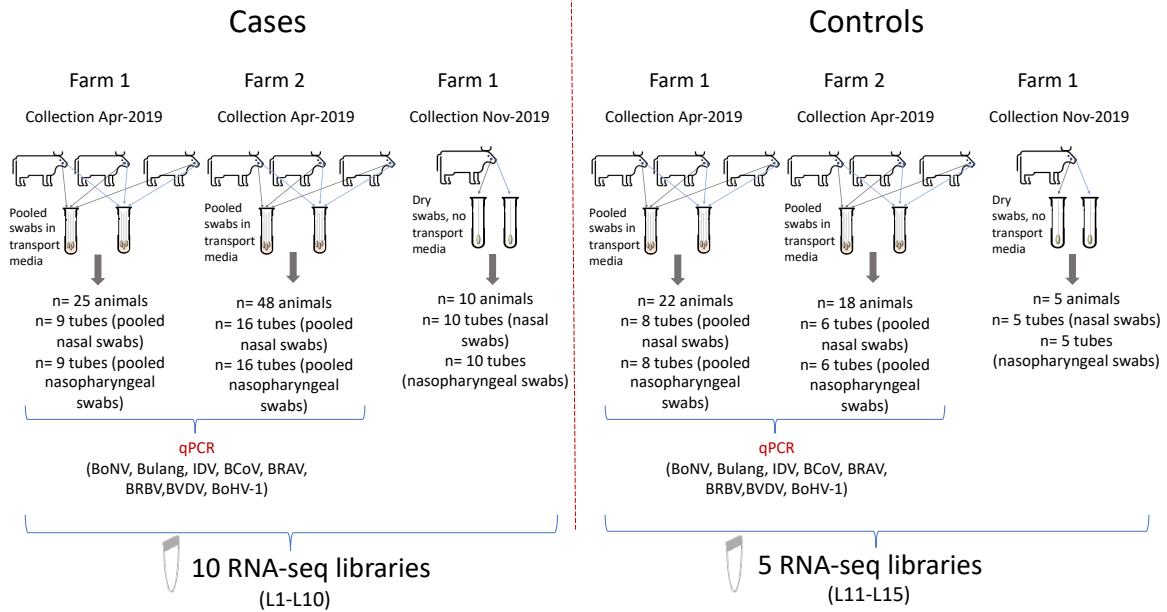 Cases
Farm 1
Collection Apr-2019
Pooled
swabs in
transport
media
n= 25 animals
n= 9 tubes (pooled
nasal swabs)
n= 9 tubes (pooled
nasopharyngeal
swabs)
Farm 2
Collection Apr-2019
Pooled
swabs in
transport
media
n= 48 animals
n= 16 tubes (pooled
nasal swabs)
n= 16 tubes (pooled
nasopharyngeal
swabs)
Farm 1
Collection Nov-2019
Dry
swabs, no
transport
media
n= 10 animals
n= 10 tubes (nasal
swabs)
n= 10 tubes
(nasopharyngeal swabs)
qPCR
(BoNV, Bulang, IDV, BCoV, BRAV,
BRBV,BVDV, BoHV-1)
10 RNA-seq libraries
(L1-L10)
Controls
Farm 1
Collection Apr-2019
Pooled
swabs in
transport
media
n= 22 animals
n= 8 tubes (pooled
nasal swabs)
n= 8 tubes (pooled
nasopharyngeal
swabs)
Farm 2
Collection Apr-2019
Pooled
swabs in
transport
media
n= 18 animals
n= 6 tubes (pooled
nasal swabs)
n= 6 tubes (pooled
nasopharyngeal
swabs)
Farm 1
Collection Nov-2019
Dry
swabs, no
transport
media
n= 5 animals
n= 5 tubes (nasal swabs)
n= 5 tubes
(nasopharyngeal swabs)
qPCR
(BoNV, Bulang, IDV, BCoV, BRAV,
BRBV,BVDV, BoHV-1)
5 RNA-seq libraries
(L11-L15)